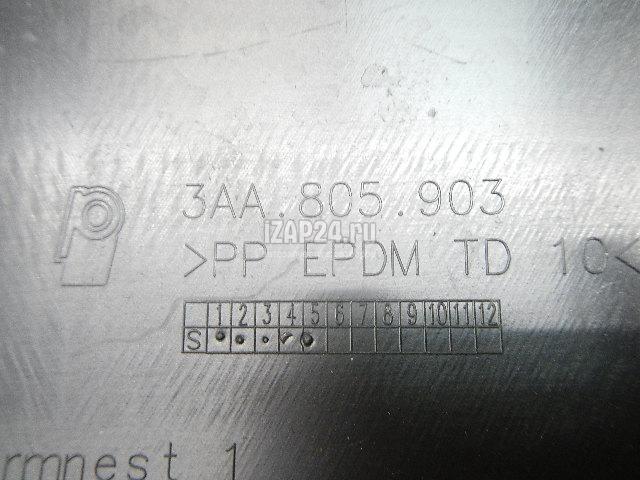 3AA.805.903
IZAP24.ru
>PP EPDM TD 10<
1 2 3 4 5 6 7 8 9 10 11 12
S
rmnest 1